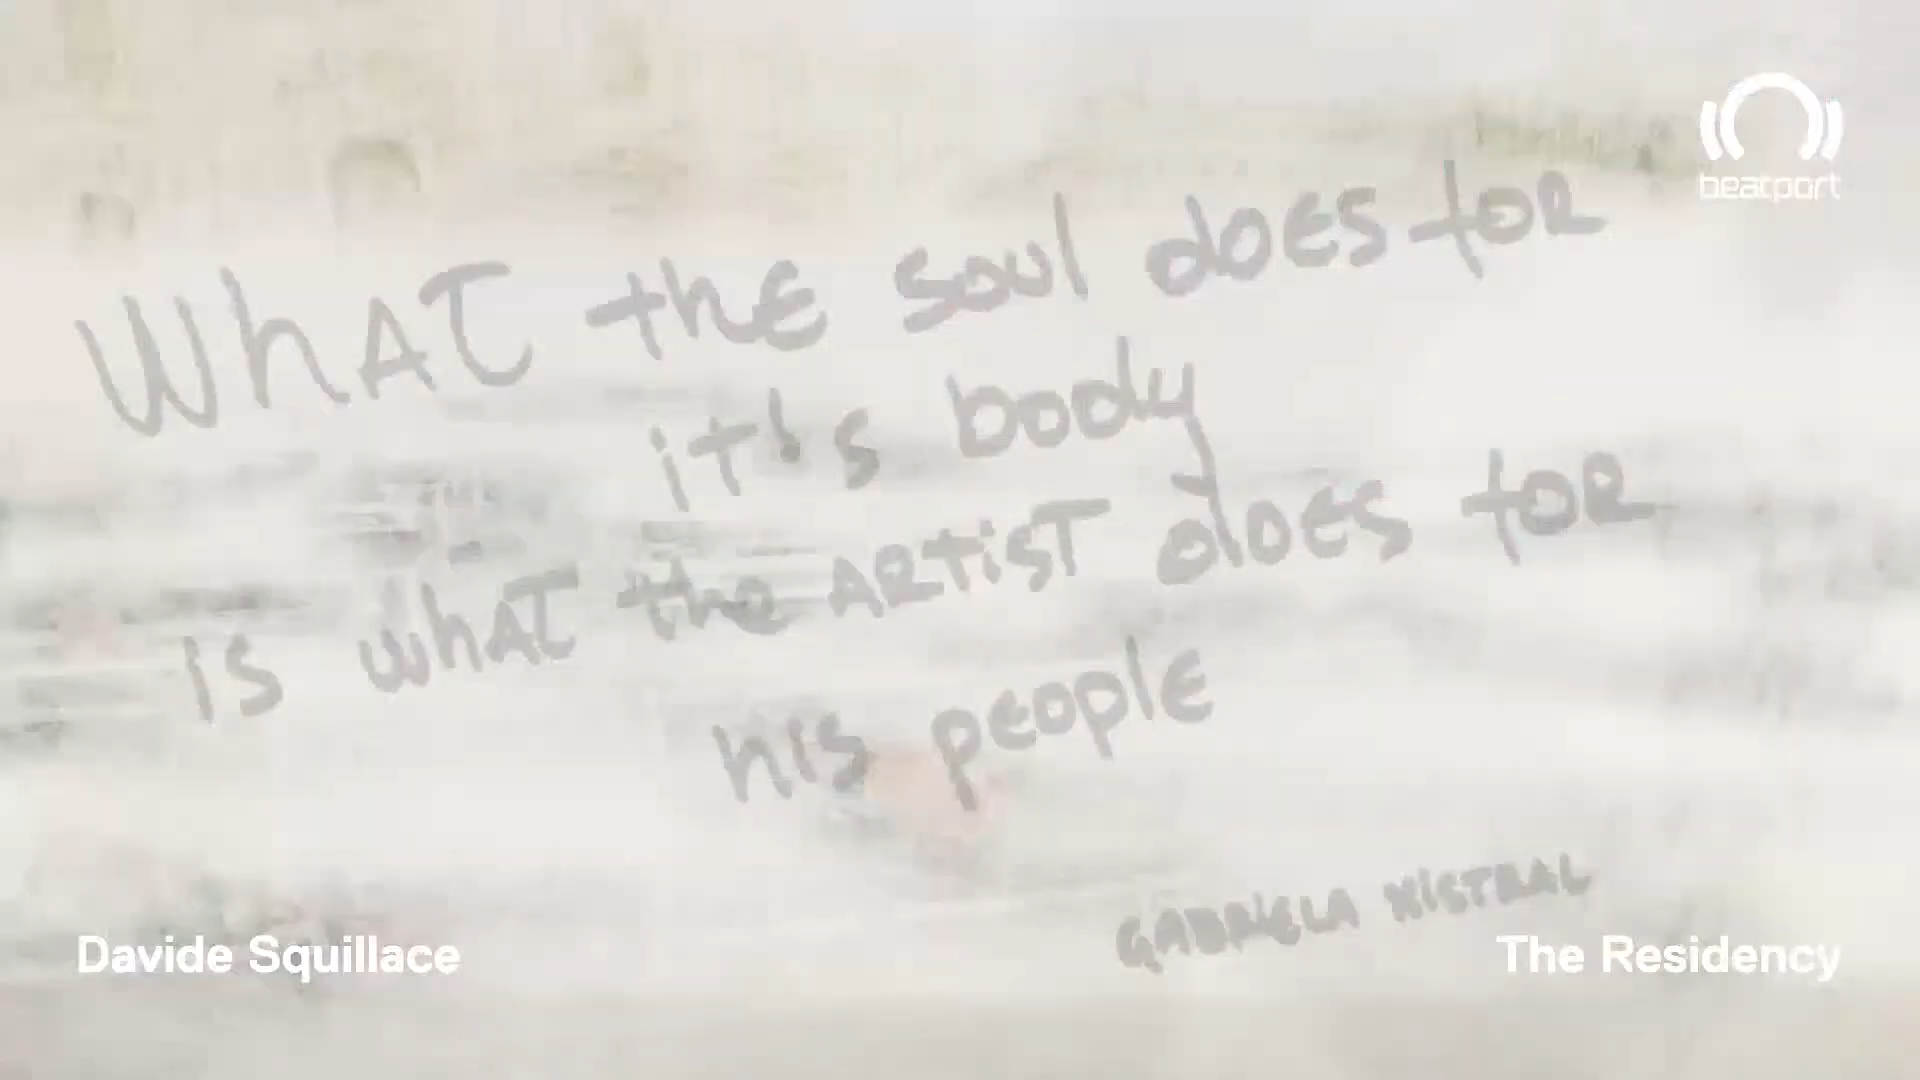 beatport
WhAT the soul does for
it's body
is whAT the ARTiST does for
his people
GABRIELA MISTRAL
Davide Squillace
The Residency